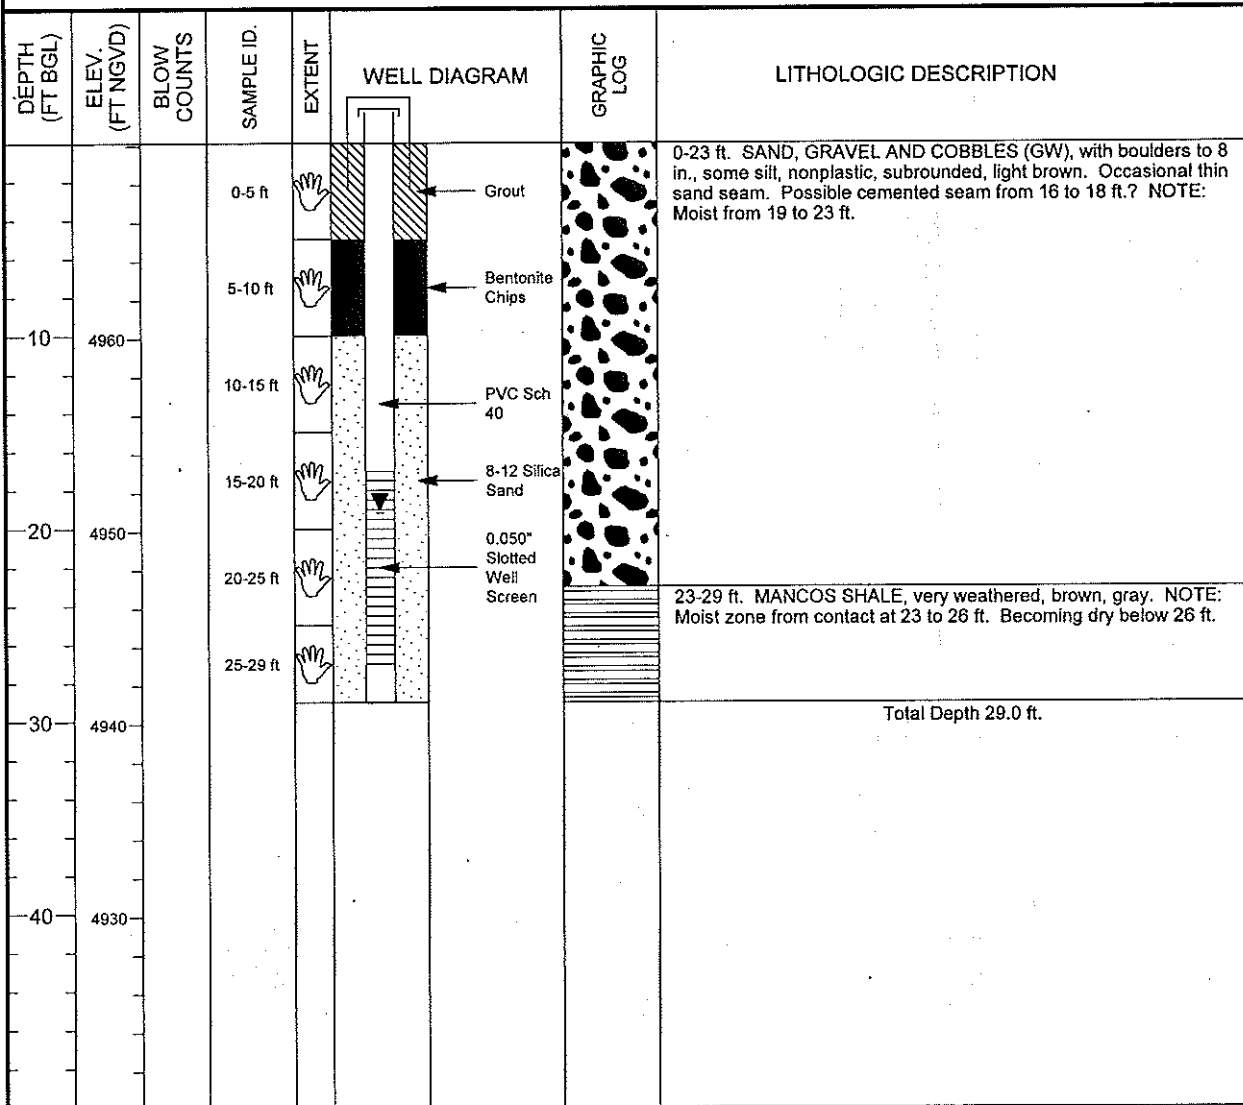 DEPTH
(FT BGL)
ELEV.
(FT NGVD)
BLOW
COUNTS
SAMPLE ID.
EXTENT
WELL DIAGRAM
GRAPHIC
LOG
LITHOLOGIC DESCRIPTION
0-23 ft. SAND, GRAVEL AND COBBLES (GW), with boulders to 8
in., some silt, nonplastic, subrounded, light brown. Occasional thin
sand seam. Possible cemented seam from 16 to 18 ft.? NOTE:
Moist from 19 to 23 ft.
0-5 ft
Grout
5-10 ft
Bentonite
Chips
10
4960
10-15 ft
PVC Sch
40
15-20 ft
8-12 Silica
Sand
20
4950
0.050"
Slotted
Well
Screen
20-25 ft
23-29 ft. MANCOS SHALE, very weathered, brown, gray. NOTE:
Moist zone from contact at 23 to 26 ft. Becoming dry below 26 ft.
25-29 ft
Total Depth 29.0 ft.
30
4940
40
4930